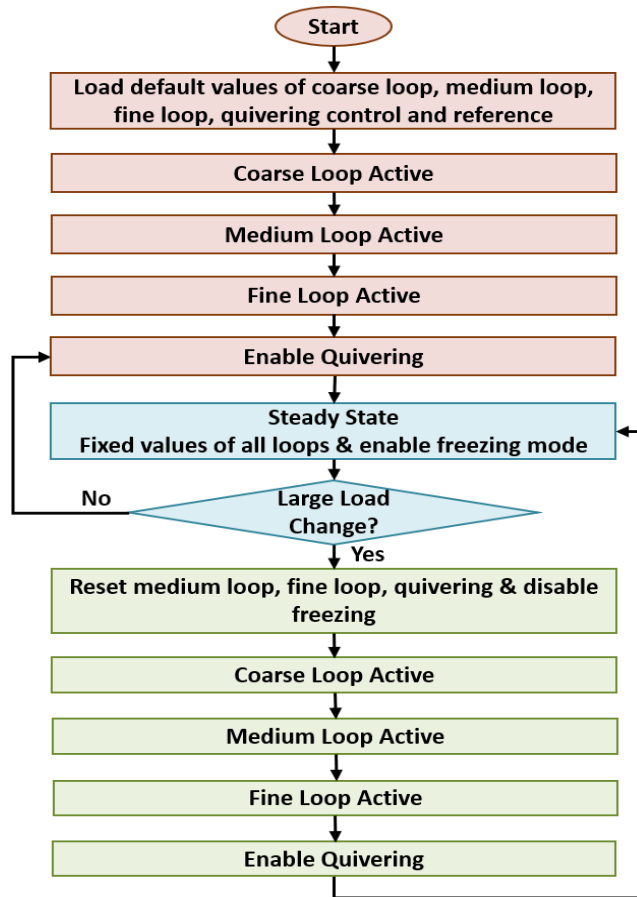 Start
Load default values of coarse loop, medium loop,
fine loop, quivering control and reference
Coarse Loop Active
Medium Loop Active
Fine Loop Active
Enable Quivering
Steady State
Fixed values of all loops & enable freezing mode
No
Large Load
Change?
Yes
Reset medium loop, fine loop, quivering & disable
freezing
Coarse Loop Active
Medium Loop Active
Fine Loop Active
Enable Quivering